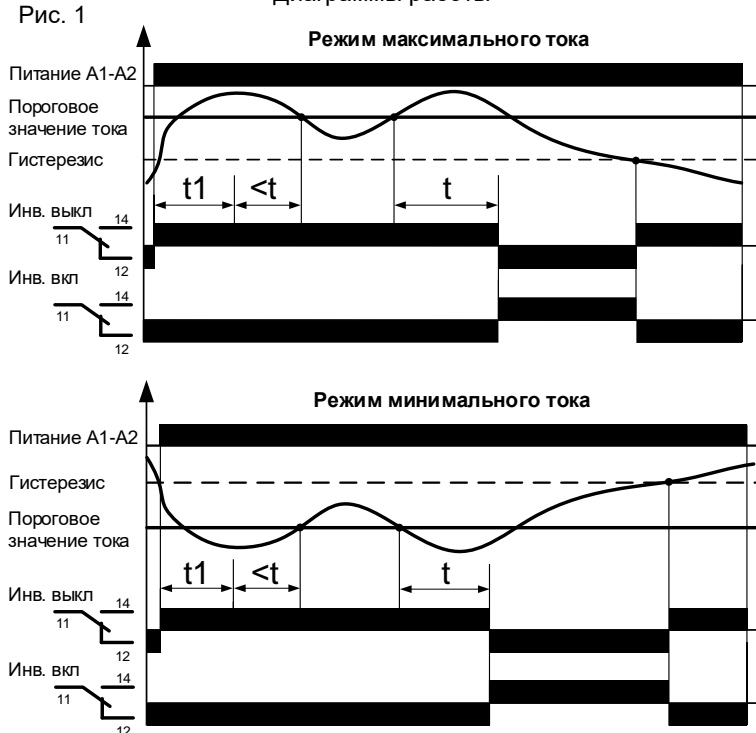 Диаграммы работы
Рис. 1
Режим максимального тока
Питание А1-А2
Пороговое
значение тока
Гистерезис
t1
<t
t
Инв. выкл
14
11
12
Инв. вкл
14
11
12
Режим минимального тока
Питание А1-А2
Гистерезис
Пороговое
значение тока
t1
<t
t
Инв. выкл
14
11
12
Инв. вкл
14
11
12